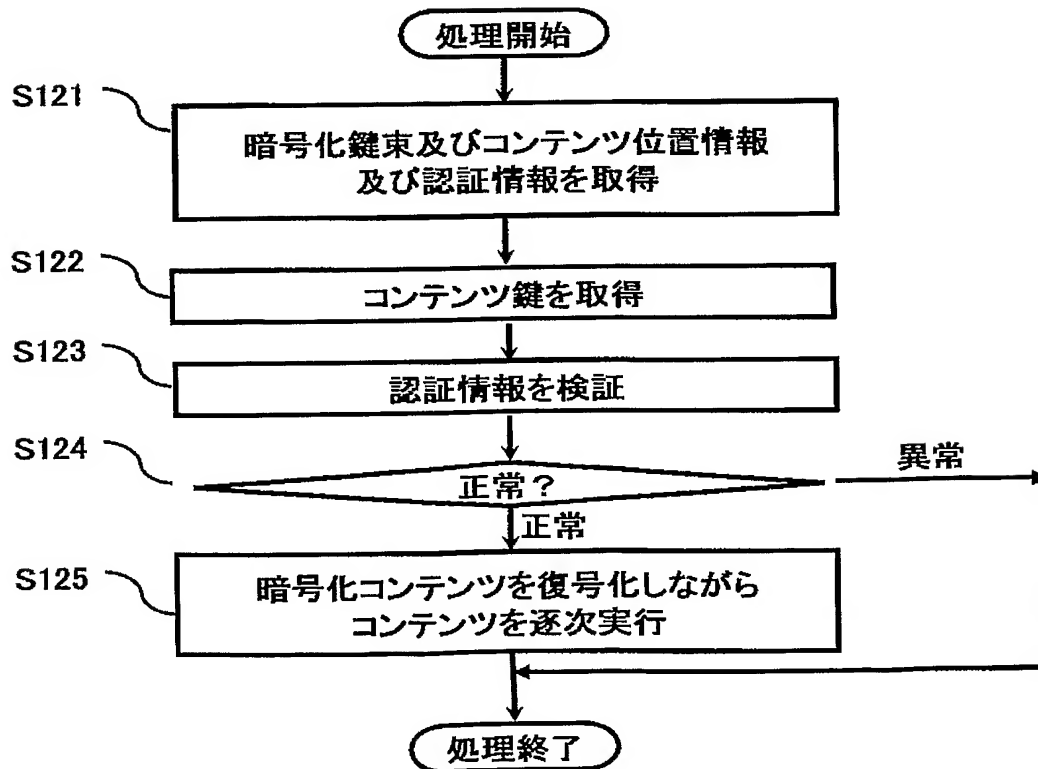 処理開始
S121
暗号化鍵束及びコンテンツ位置情報
及び認証情報を取得
S122
コンテンツ鍵を取得
S123
認証情報を検証
S124
正常?
異常
正常
S125
暗号化コンテンツを復号化しながら
コンテンツを逐次実行
処理終了